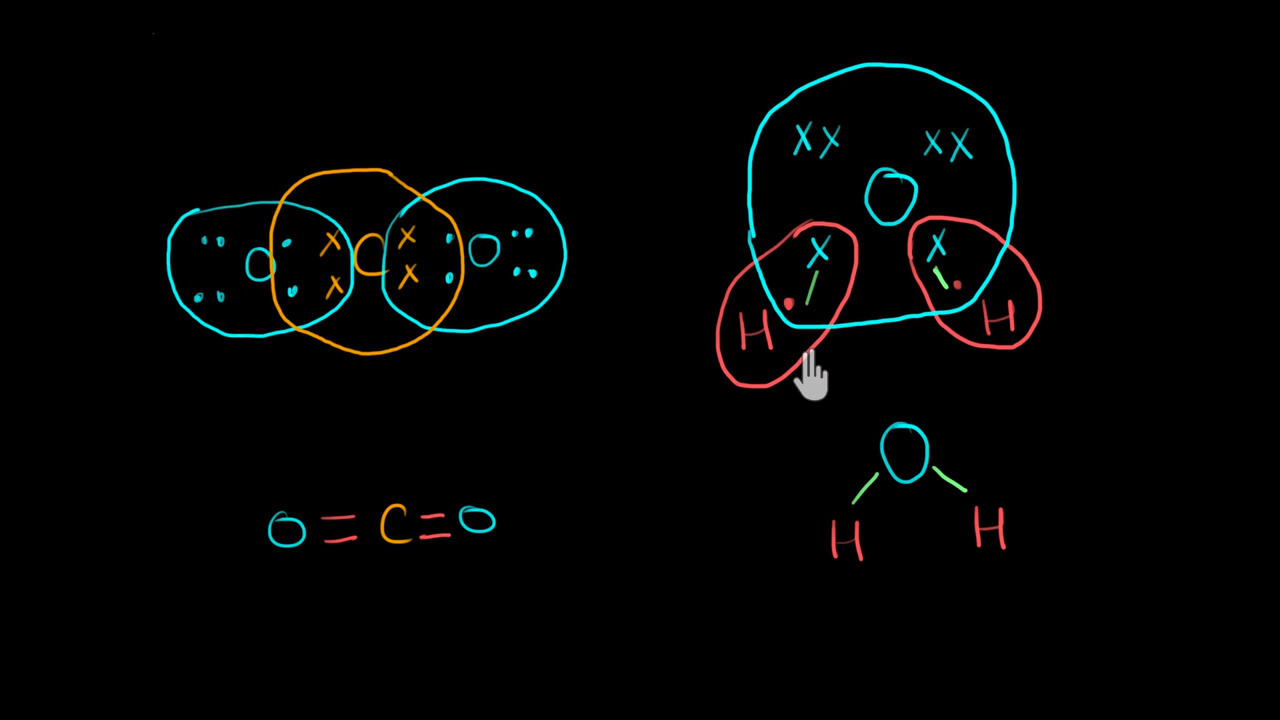 O C O
XX XX
O
X X
H H
O=C=O
O
H H